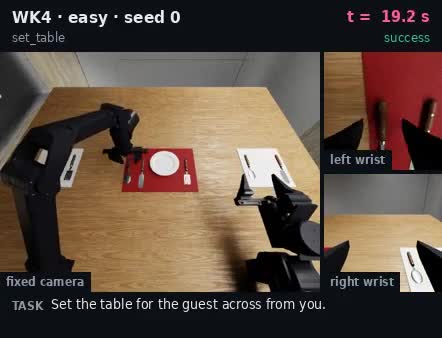 WK4 · easy · seed 0
t = 19.2 s
set_table
success
left wrist
fixed camera
right wrist
TASK Set the table for the guest across from you.